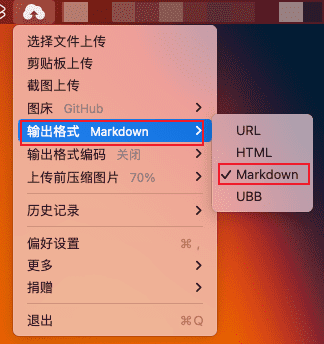 选择文件上传
剪贴板上传
截图上传
图床 GitHub
输出格式 Markdown
输出格式编码 关闭
上传前压缩图片 70%
历史记录
偏好设置 ⌘ ,
更多
捐赠
退出 ⌘Q
URL
HTML
✓ Markdown
UBB